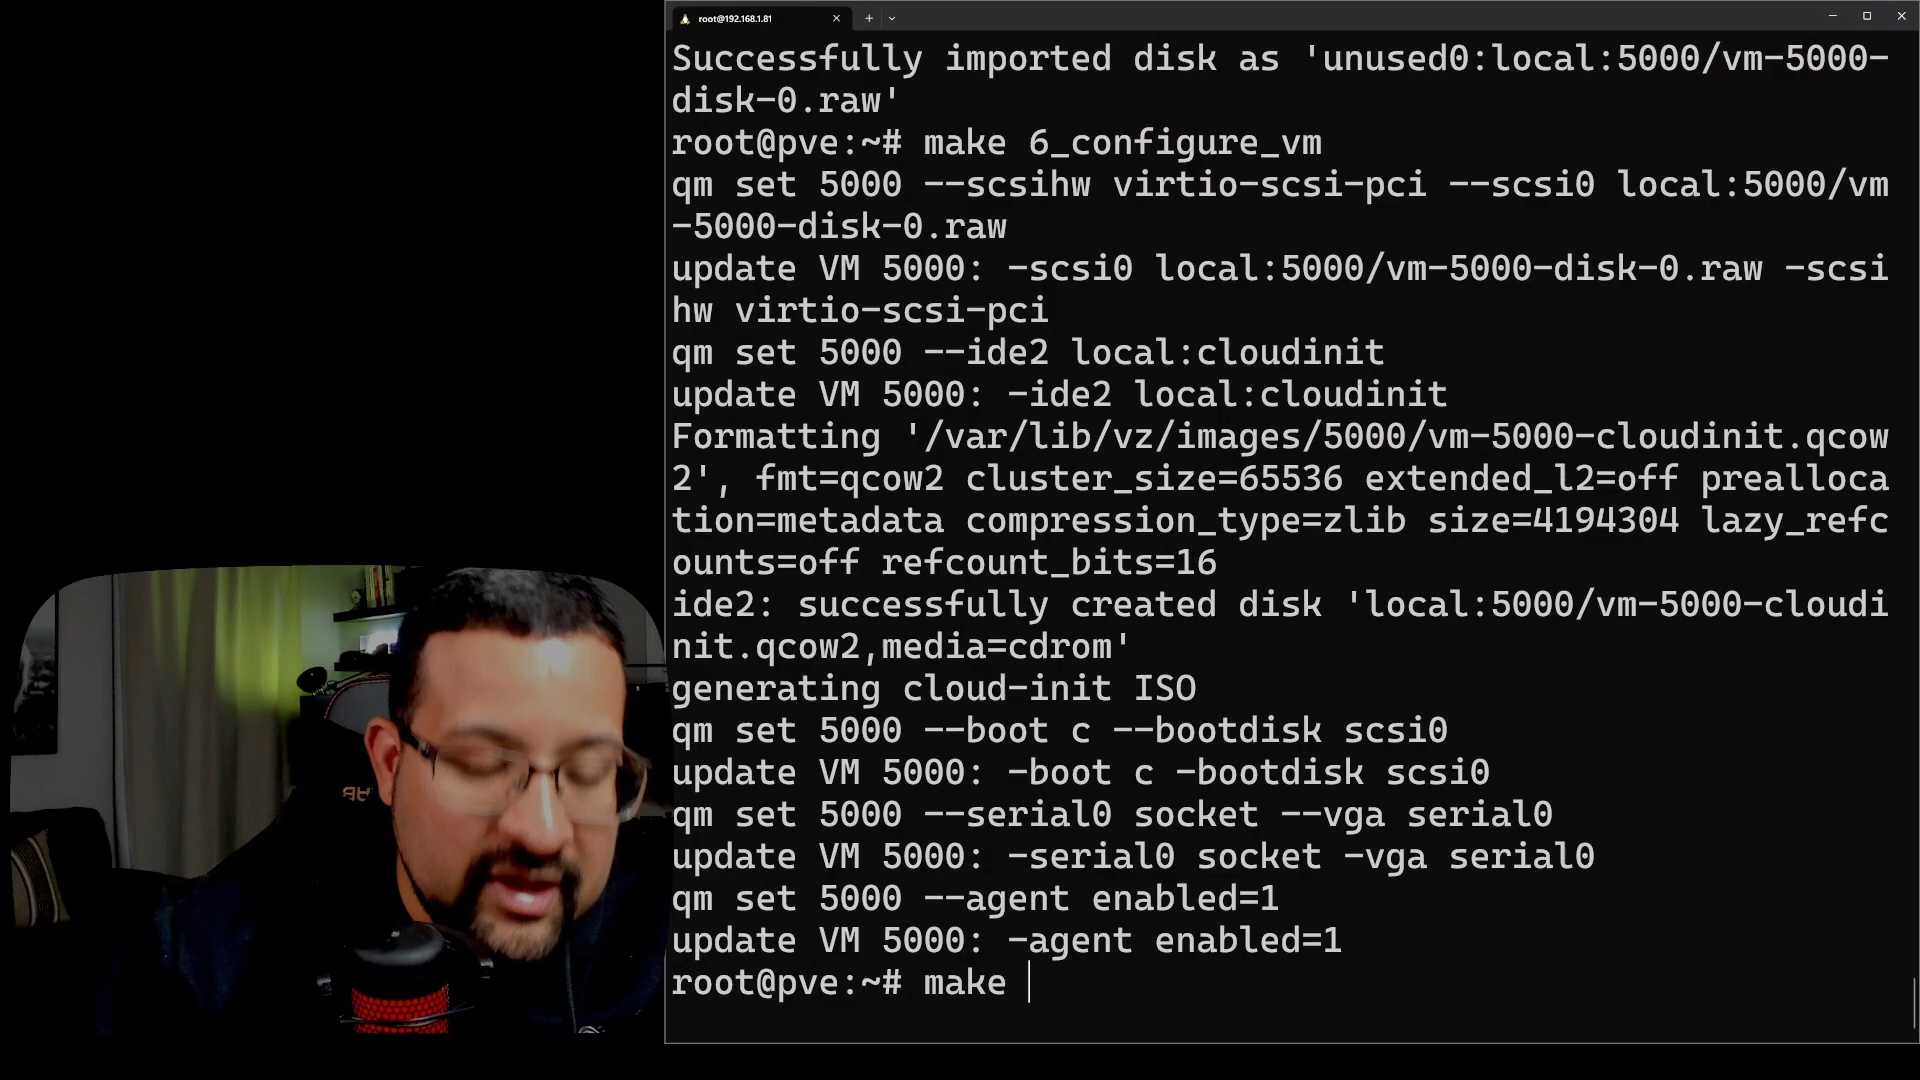 root@192.168.1.81
Successfully imported disk as 'unused0:local:5000/vm-5000-
disk-0.raw'
root@pve:~# make 6_configure_vm
qm set 5000 --scsihw virtio-scsi-pci --scsi0 local:5000/vm
-5000-disk-0.raw
update VM 5000: -scsi0 local:5000/vm-5000-disk-0.raw -scsi
hw virtio-scsi-pci
qm set 5000 --ide2 local:cloudinit
update VM 5000: -ide2 local:cloudinit
Formatting '/var/lib/vz/images/5000/vm-5000-cloudinit.qcow
2', fmt=qcow2 cluster_size=65536 extended_l2=off prealloca
tion=metadata compression_type=zlib size=4194304 lazy_refc
ounts=off refcount_bits=16
ide2: successfully created disk 'local:5000/vm-5000-cloudi
nit.qcow2,media=cdrom'
generating cloud-init ISO
qm set 5000 --boot c --bootdisk scsi0
update VM 5000: -boot c -bootdisk scsi0
qm set 5000 --serial0 socket --vga serial0
update VM 5000: -serial0 socket -vga serial0
qm set 5000 --agent enabled=1
update VM 5000: -agent enabled=1
root@pve:~# make